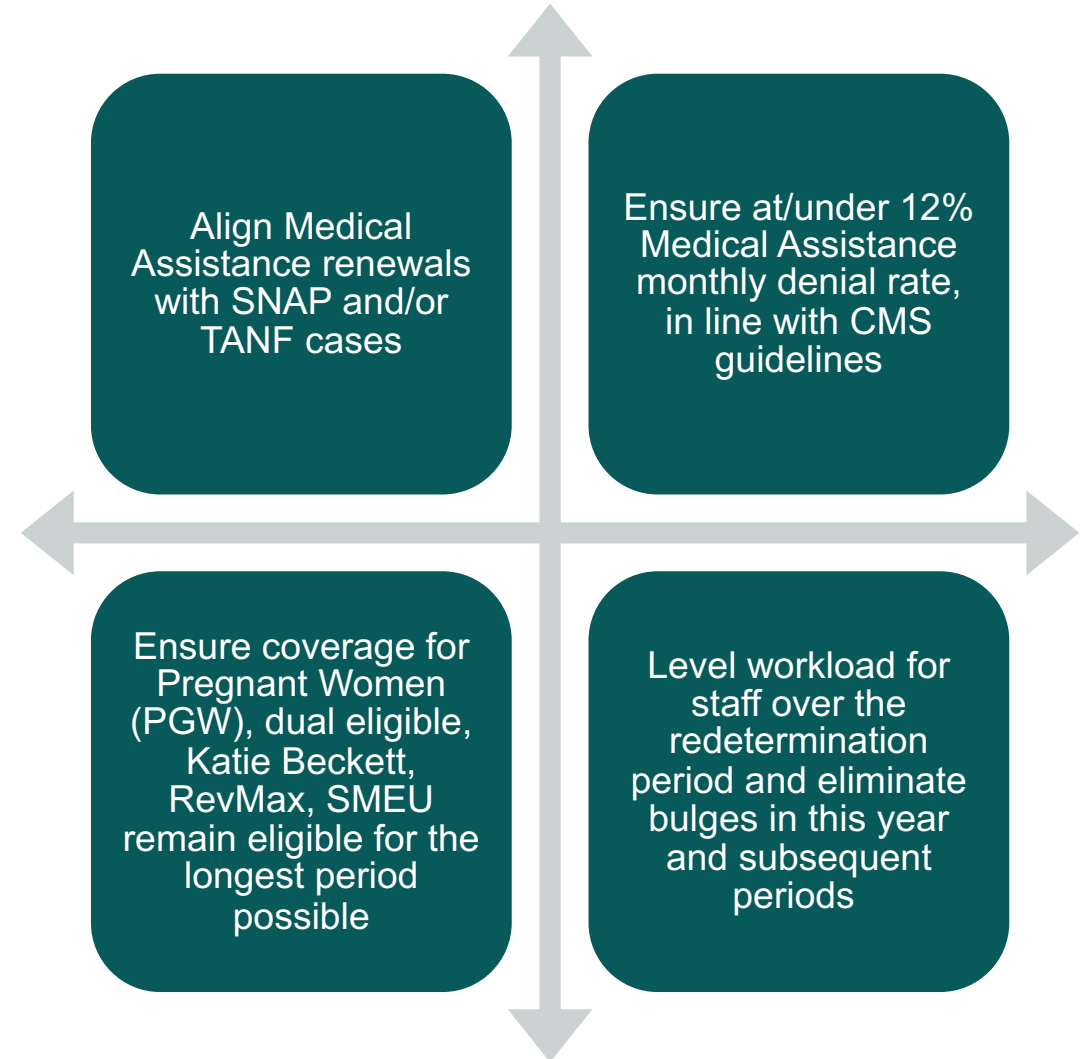 Align Medical
Assistance renewals
with SNAP and/or
TANF cases
Ensure at/under 12%
Medical Assistance
monthly denial rate,
in line with CMS
guidelines
Ensure coverage for
Pregnant Women
(PGW), dual eligible,
Katie Beckett,
RevMax, SMEU
remain eligible for the
longest period
possible
Level workload for
staff over the
redetermination
period and eliminate
bulges in this year
and subsequent
periods